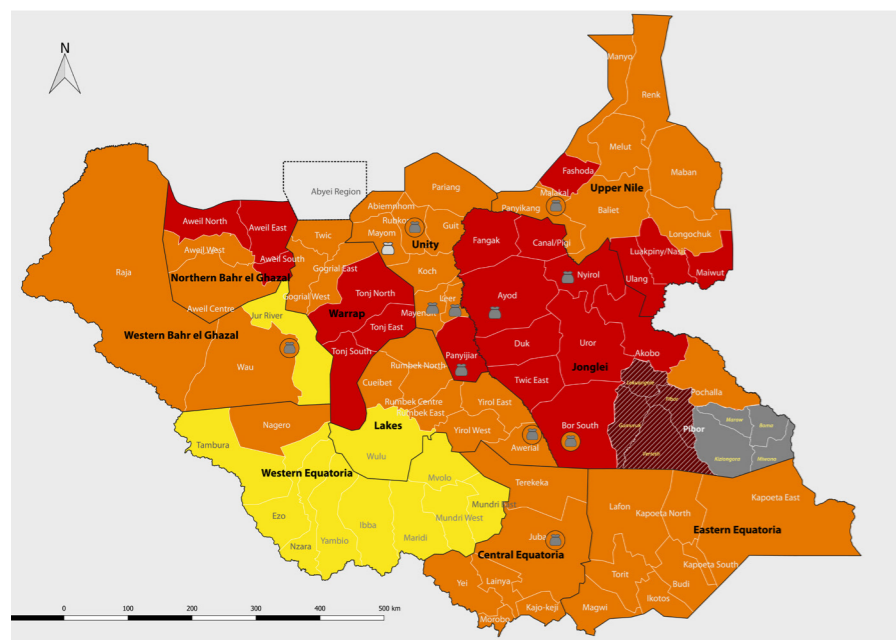 N
Manyo
Renk
Melut
Maban
Fashoda
Malakal
Upper Nile
Panyikang
Baliet
Longochuk
Luakpiny/Nasir
Maiwut
Ulang
Abyei Region
Pariang
Abiemnhom
Rubkona
Mayom
Guit
Unity
Koch
Leer
Panyijiar
Aweil North
Aweil East
Aweil West
Aweil South
Northern Bahr el Ghazal
Aweil Centre
Twic
Gogrial East
Gogrial West
Tonj North
Warrap
Tonj East
Tonj South
Raja
Jur River
Western Bahr el Ghazal
Wau
Fangak
Canal/Pigi
Nyirol
Ayod
Duk
Uror
Akobo
Jonglei
Twic East
Bor South
Pochalla
Lekuangole
Pibor
Gumuruk
Verteth
Pibor
Boma
Rumbek North
Cueibet
Rumbek Centre
Rumbek East
Lakes
Yirol East
Yirol West
Awerial
Wulu
Nagero
Tambura
Western Equatoria
Mvolo
Mundri East
Mundri West
Ezo
Ibba
Maridi
Nzara
Yambio
Terekeka
Juba
Central Equatoria
Yei
Lainya
Kajo-keji
Morobo
Lafon
Kapoeta North
Kapoeta East
Eastern Equatoria
Kapoeta South
Torit
Budi
Ikotos
Magwi
0 100 200 300 400 500 km